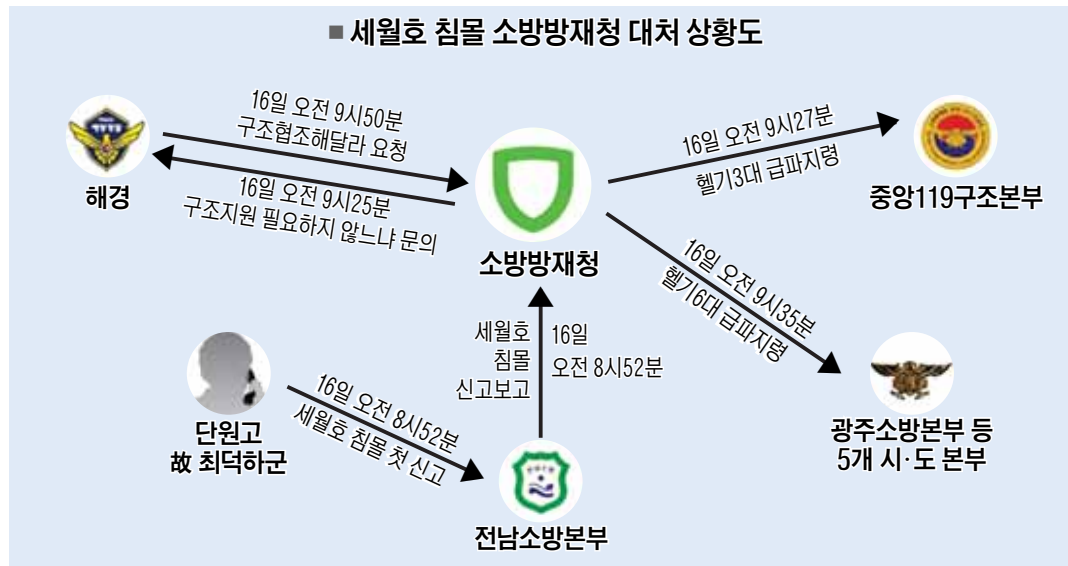 ■ 세월호 침몰 소방방재청 대처 상황도
16일 오전 9시50분
구조협조해달라 요청
16일 오전 9시25분
구조지원 필요하지 않느냐 문의
해경
소방방재청
16일 오전 9시27분
헬기3대 급파지령
중앙119구조본부
16일 오전 9시35분
헬기6대 급파지령
광주소방본부 등
5개 시·도 본부
세월호
침몰
신고보고
16일
오전 8시52분
단원고
故 최덕하군
16일 오전 8시52분
세월호 침몰 첫 신고
전남소방본부